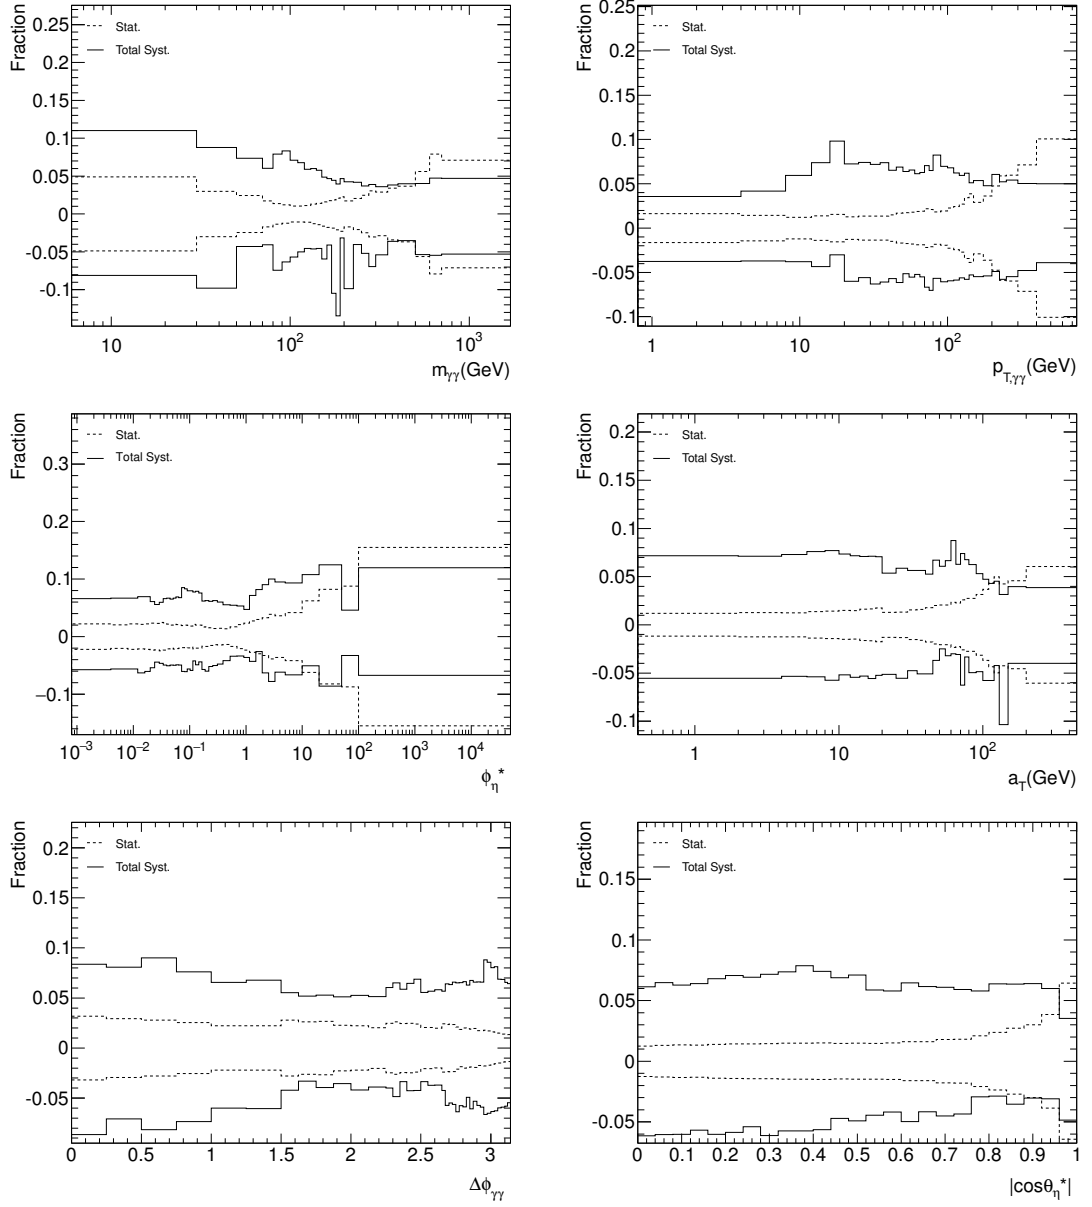 Fraction
Stat.
Total Syst.
0.25
0.2
0.15
0.1
0.05
0
-0.05
-0.1
10
10²
10³
m_γγ(GeV)
Fraction
Stat.
Total Syst.
0.25
0.2
0.15
0.1
0.05
0
-0.05
-0.1
1
10
10²
p_T,γγ(GeV)
Fraction
Stat.
Total Syst.
0.3
0.2
0.1
0
−0.1
10⁻³
10⁻²
10⁻¹
1
10
10²
10³
10⁴
ϕ_η*
Fraction
Stat.
Total Syst.
0.2
0.15
0.1
0.05
0
-0.05
-0.1
1
10
10²
a_T(GeV)
Fraction
Stat.
Total Syst.
0.2
0.15
0.1
0.05
0
-0.05
0 0.5 1 1.5 2 2.5 3
Δϕ_γγ
Fraction
Stat.
Total Syst.
0.15
0.1
0.05
0
-0.05
0 0.1 0.2 0.3 0.4 0.5 0.6 0.7 0.8 0.9 1
|cosθ_η*|